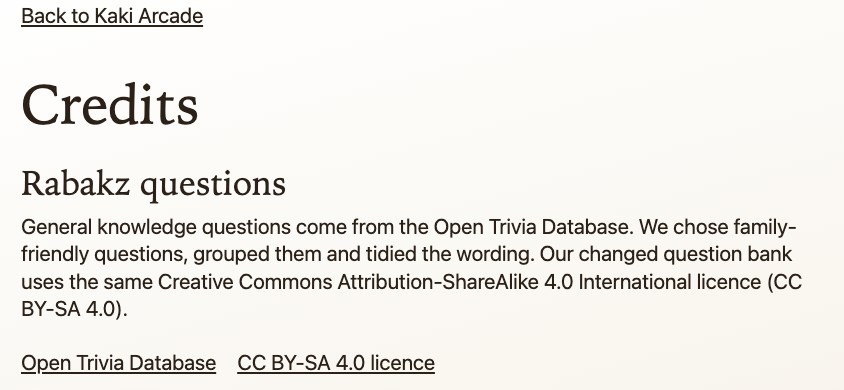 Back to Kaki Arcade
Credits
Rabakz questions
General knowledge questions come from the Open Trivia Database. We chose family-
friendly questions, grouped them and tidied the wording. Our changed question bank
uses the same Creative Commons Attribution-ShareAlike 4.0 International licence (CC
BY-SA 4.0).
Open Trivia Database CC BY-SA 4.0 licence